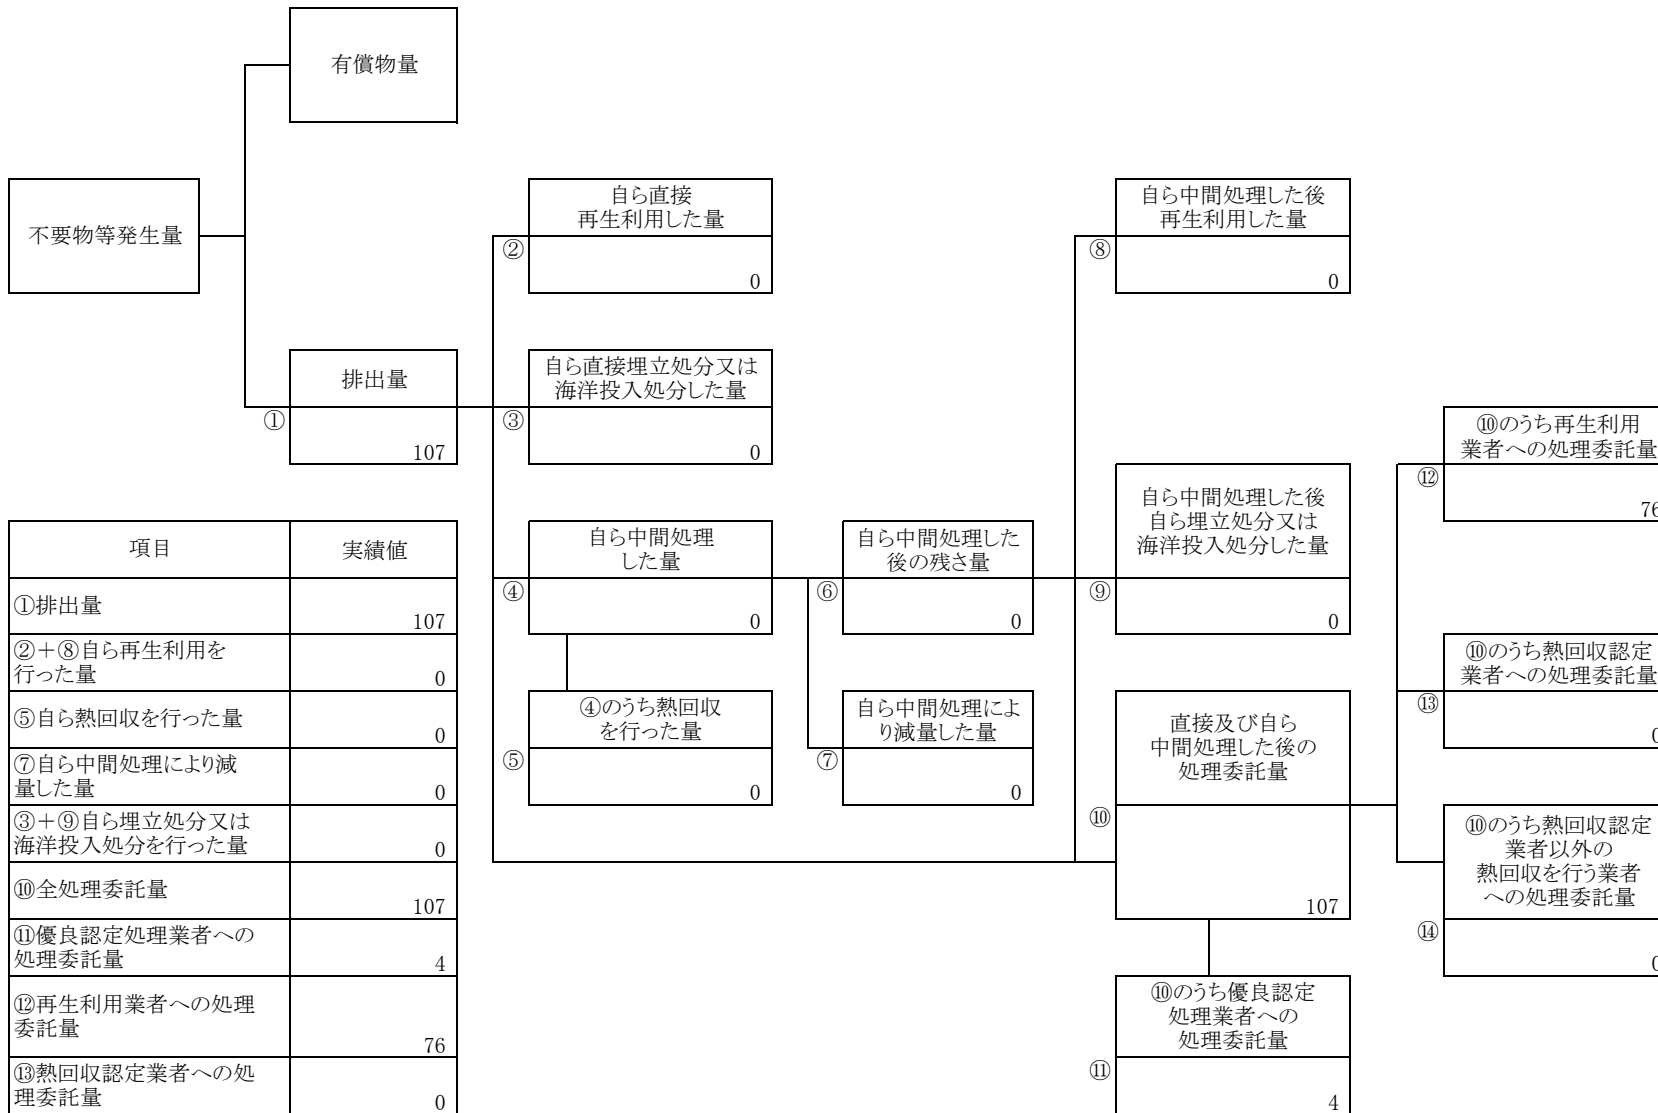 有償物量
不要物等発生量
自ら直接
再生利用した量
②
0
自ら中間処理した後
再生利用した量
⑧
0
排出量
①
107
自ら直接埋立処分又は
海洋投入処分した量
③
0
⑩のうち再生利用
業者への処理委託量
⑫
76
自ら中間処理
した量
④
0
自ら中間処理した
後の残さ量
⑥
0
自ら中間処理した後
自ら埋立処分又は
海洋投入処分した量
⑨
0
⑩のうち熱回収認定
業者への処理委託量
⑬
0
④のうち熱回収
を行った量
⑤
0
自ら中間処理によ
り減量した量
⑦
0
直接及び自ら
中間処理した後の
処理委託量
⑩
107
⑩のうち熱回収認定
業者以外の
熱回収を行う業者
への処理委託量
⑭
0
⑩のうち優良認定
処理業者への
処理委託量
⑪
4
項目 実績値
①排出量
107
②+⑧自ら再生利用を
行った量
0
⑤自ら熱回収を行った量
0
⑦自ら中間処理により減
量した量
0
③+⑨自ら埋立処分又は
海洋投入処分を行った量
0
⑩全処理委託量
107
⑪優良認定処理業者への
処理委託量
4
⑫再生利用業者への処理
委託量
76
⑬熱回収認定業者への処
理委託量
0